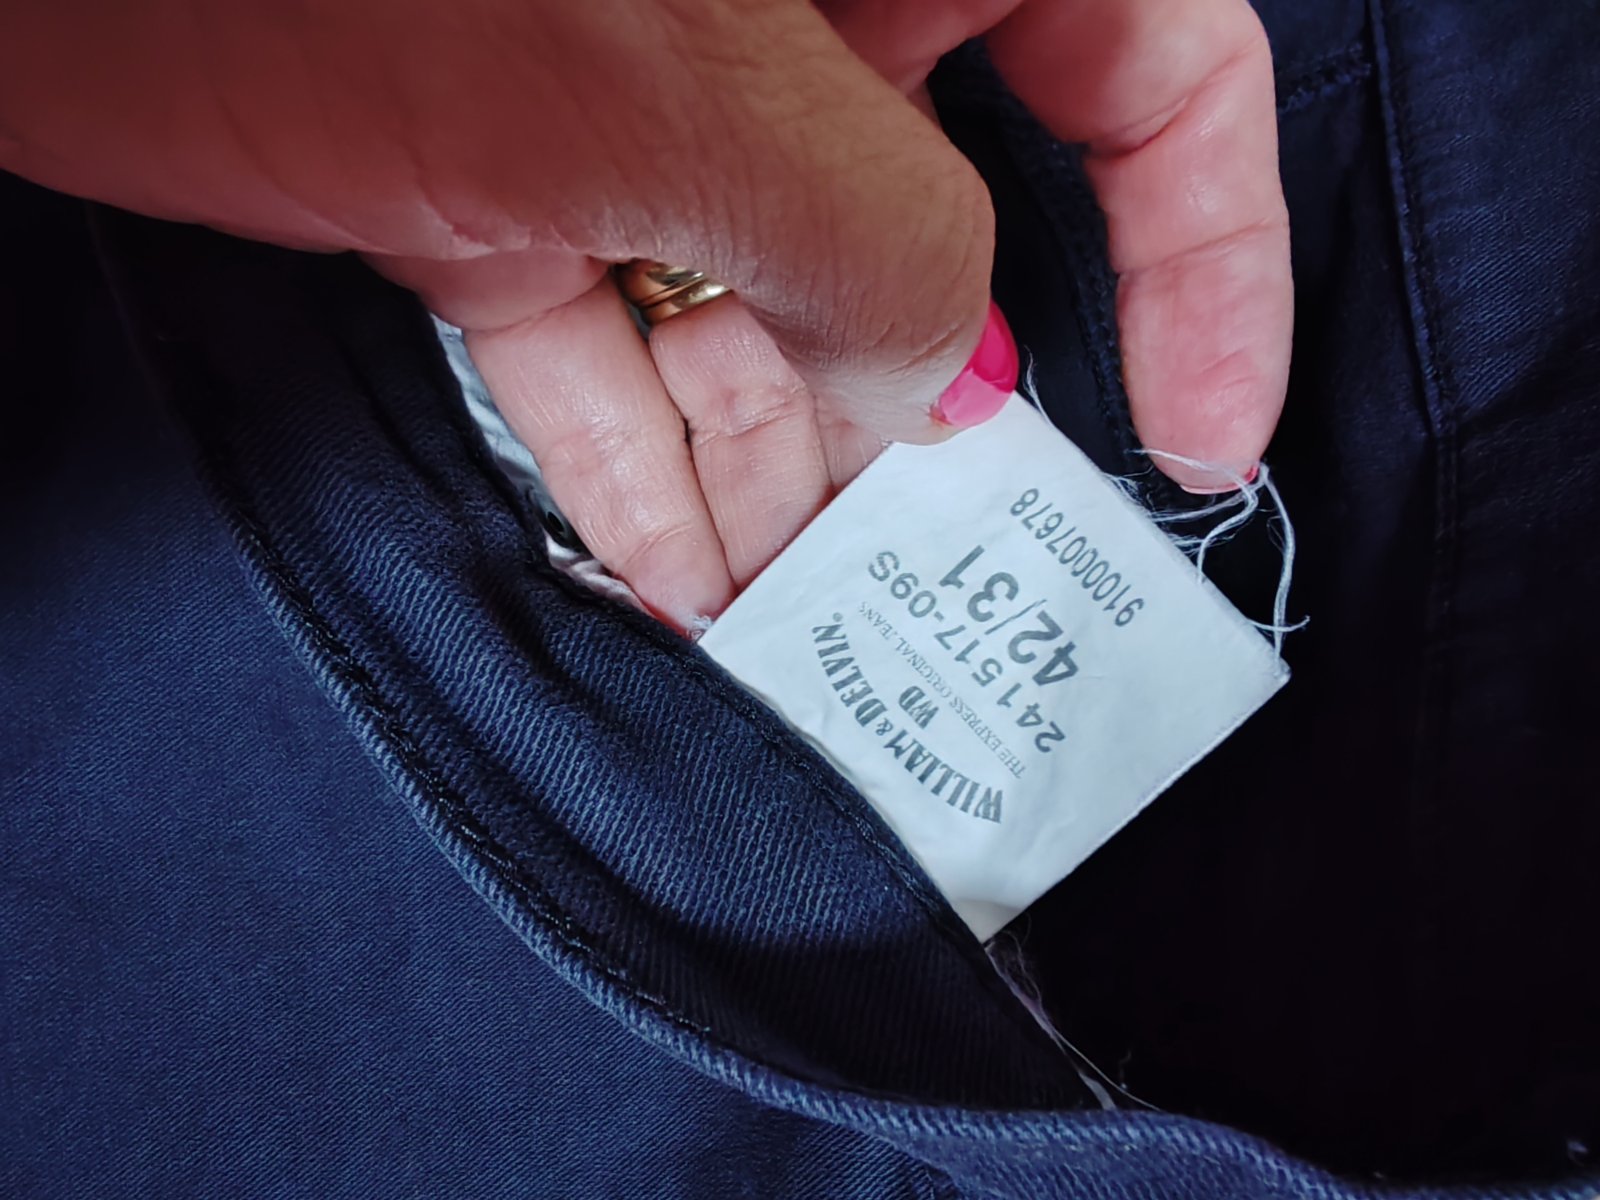 WILLIAM & DELVIN®
WD
THE EXPRESS ORIGINAL JEANS
241517-09S
42/31
9100007678